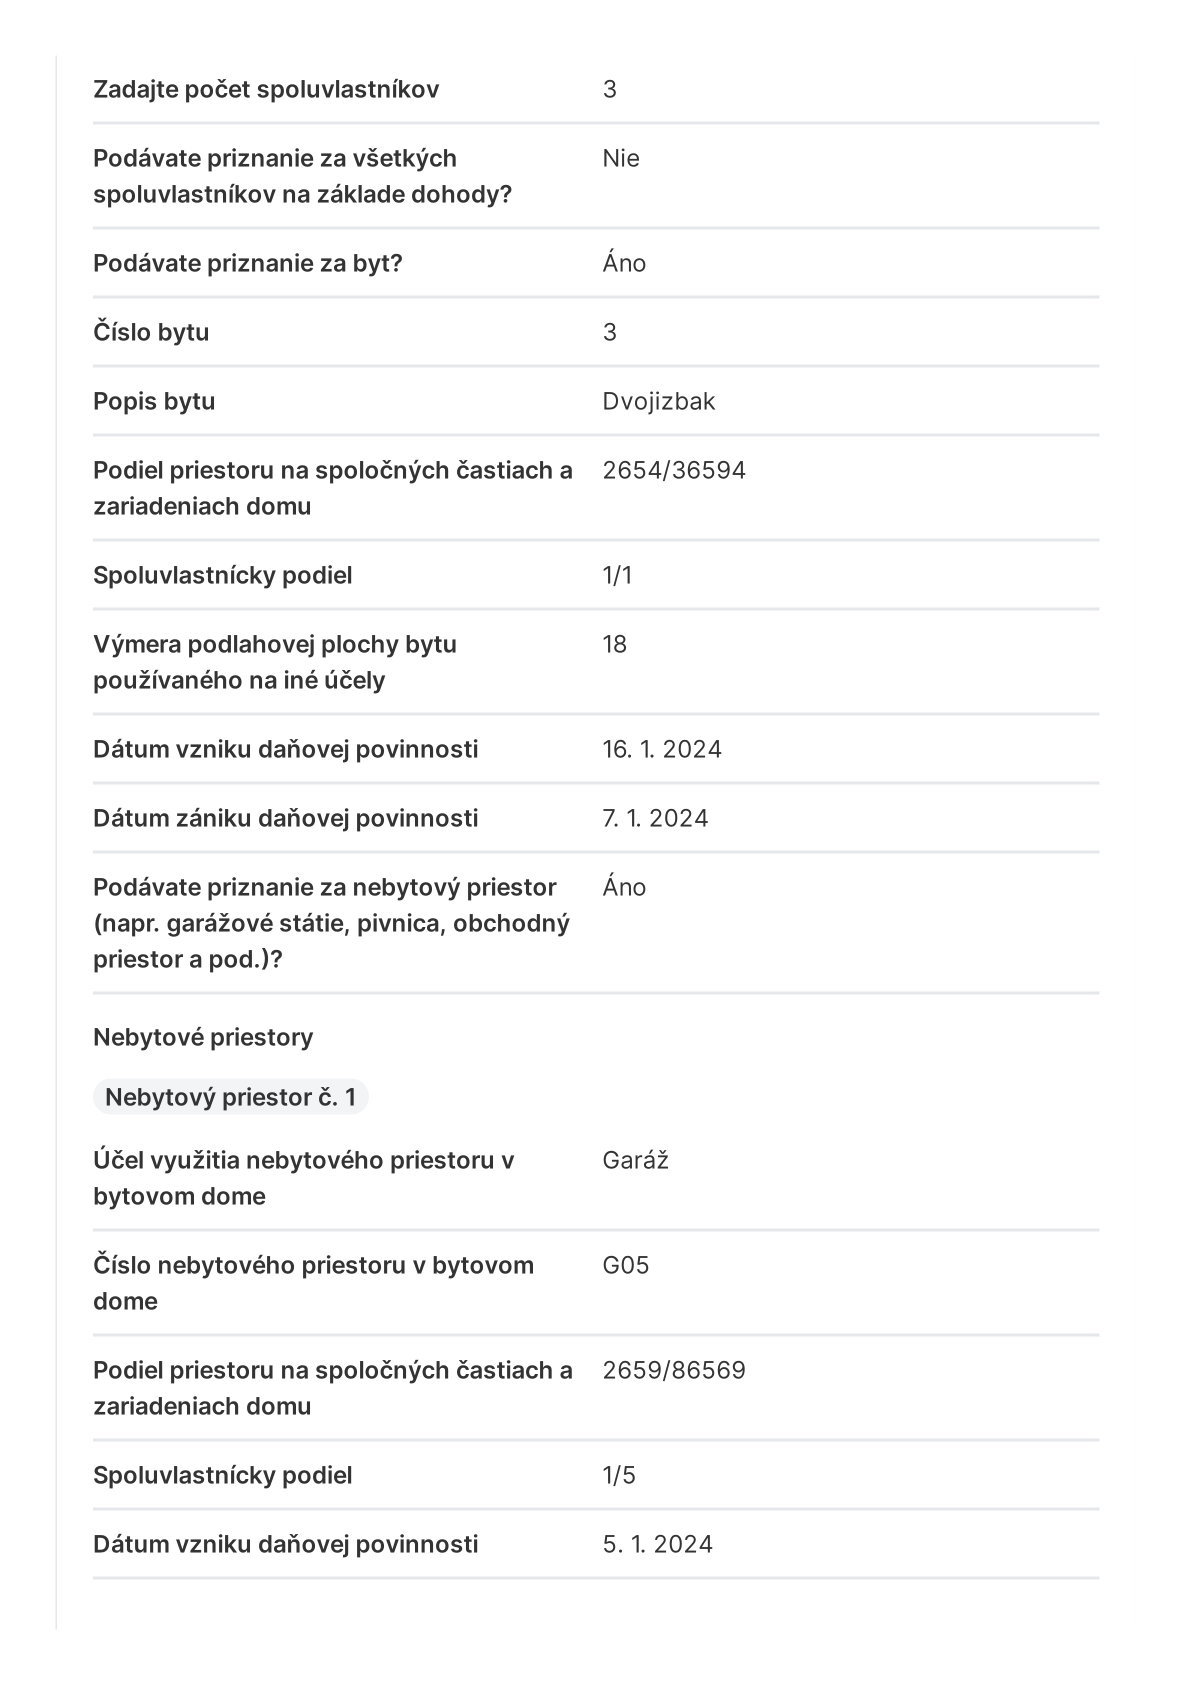 Zadajte počet spoluvlastníkov 3
Podávate priznanie za všetkých Nie
spoluvlastníkov na základe dohody?
Podávate priznanie za byt? Áno
Číslo bytu 3
Popis bytu Dvojizbak
Podiel priestoru na spoločných častiach a 2654/36594
zariadeniach domu
Spoluvlastnícky podiel 1/1
Výmera podlahovej plochy bytu 18
používaného na iné účely
Dátum vzniku daňovej povinnosti 16. 1. 2024
Dátum zániku daňovej povinnosti 7. 1. 2024
Podávate priznanie za nebytový priestor Áno
(napr. garážové státie, pivnica, obchodný
priestor a pod.)?
Nebytové priestory
Nebytový priestor č. 1
Účel využitia nebytového priestoru v Garáž
bytovom dome
Číslo nebytového priestoru v bytovom G05
dome
Podiel priestoru na spoločných častiach a 2659/86569
zariadeniach domu
Spoluvlastnícky podiel 1/5
Dátum vzniku daňovej povinnosti 5. 1. 2024